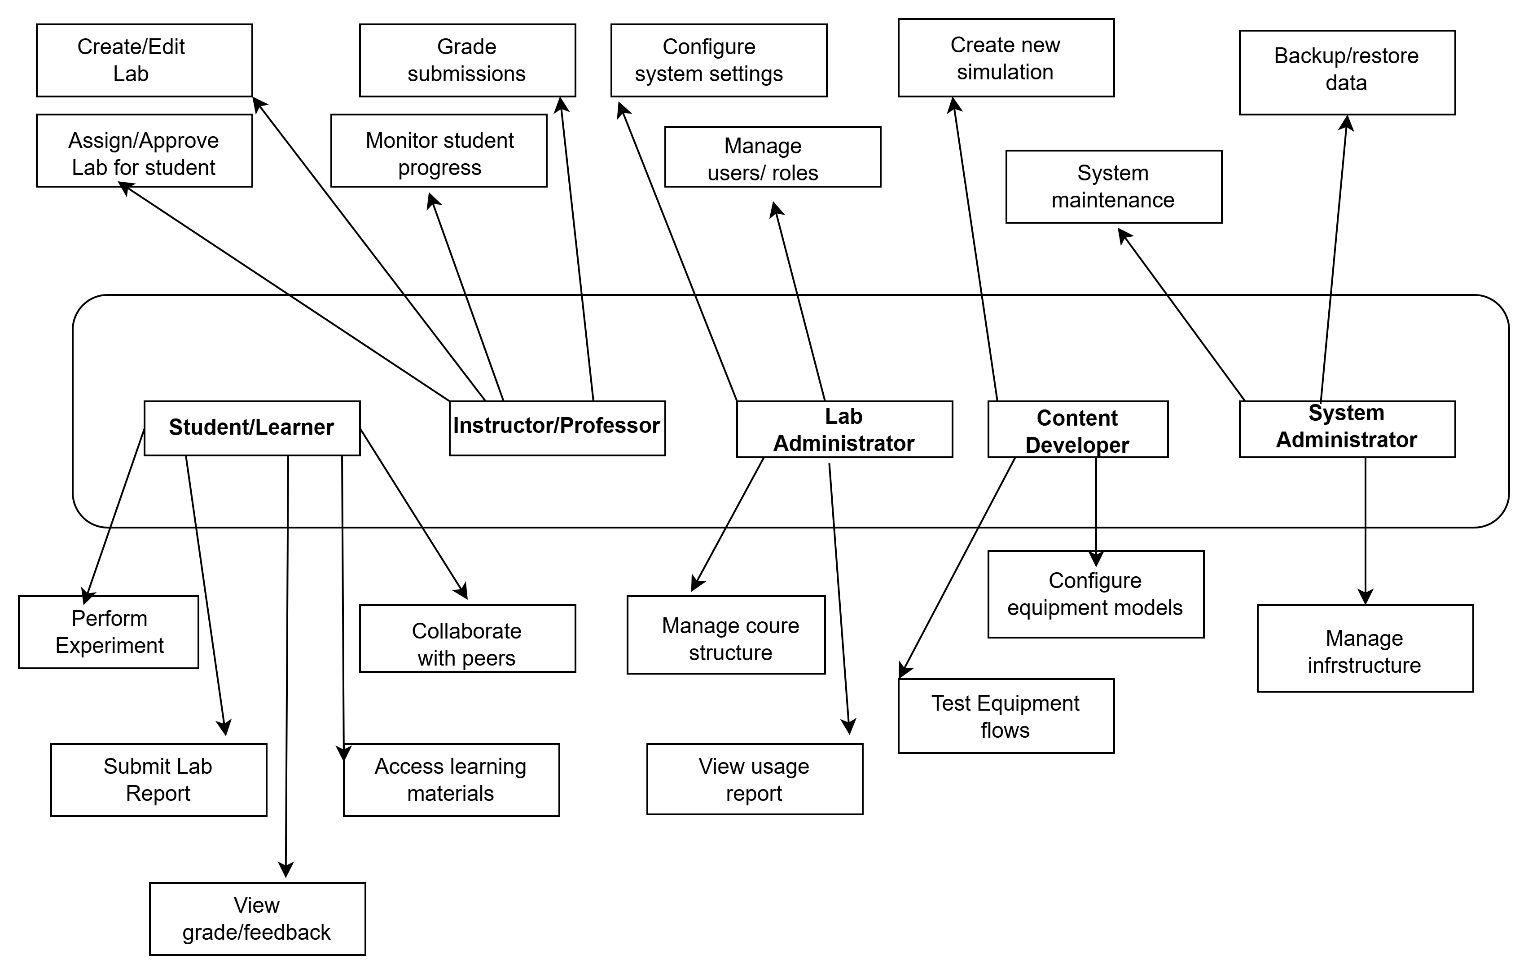 Create/Edit
Lab
Grade
submissions
Configure
system settings
Create new
simulation
Backup/restore
data
Assign/Approve
Lab for student
Monitor student
progress
Manage
users/ roles
System
maintenance
Student/Learner
Instructor/Professor
Lab
Administrator
Content
Developer
System
Administrator
Perform
Experiment
Collaborate
with peers
Manage coure
structure
Configure
equipment models
Manage
infrstructure
Test Equipment
flows
Submit Lab
Report
Access learning
materials
View usage
report
View
grade/feedback